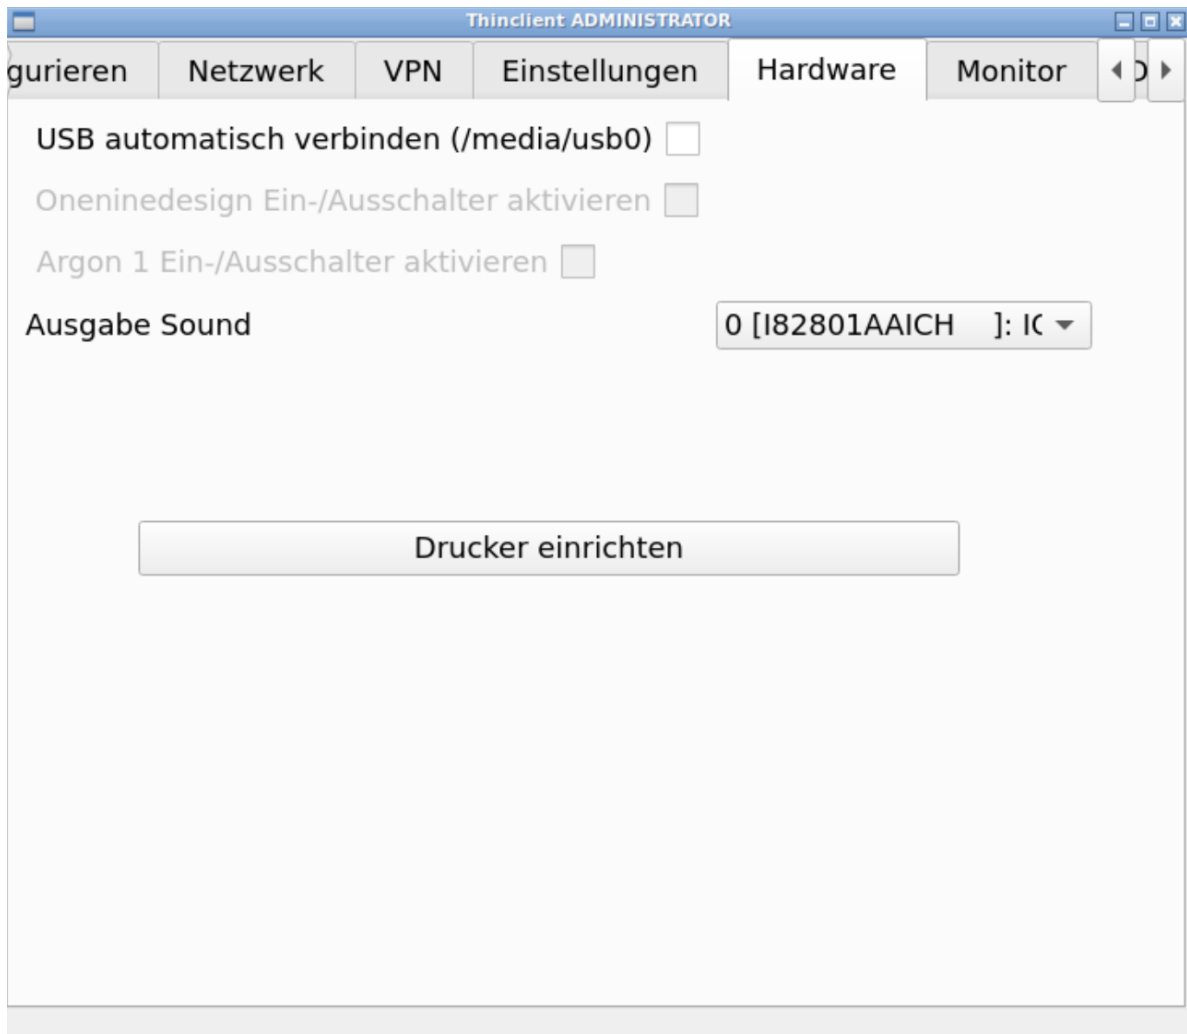 Thinclient ADMINISTRATOR
gurieren Netzwerk VPN Einstellungen Hardware Monitor
USB automatisch verbinden (/media/usb0)
Oneninedesign Ein-/Ausschalter aktivieren
Argon 1 Ein-/Ausschalter aktivieren
Ausgabe Sound 0 [I82801AAICH ]: IC
Drucker einrichten